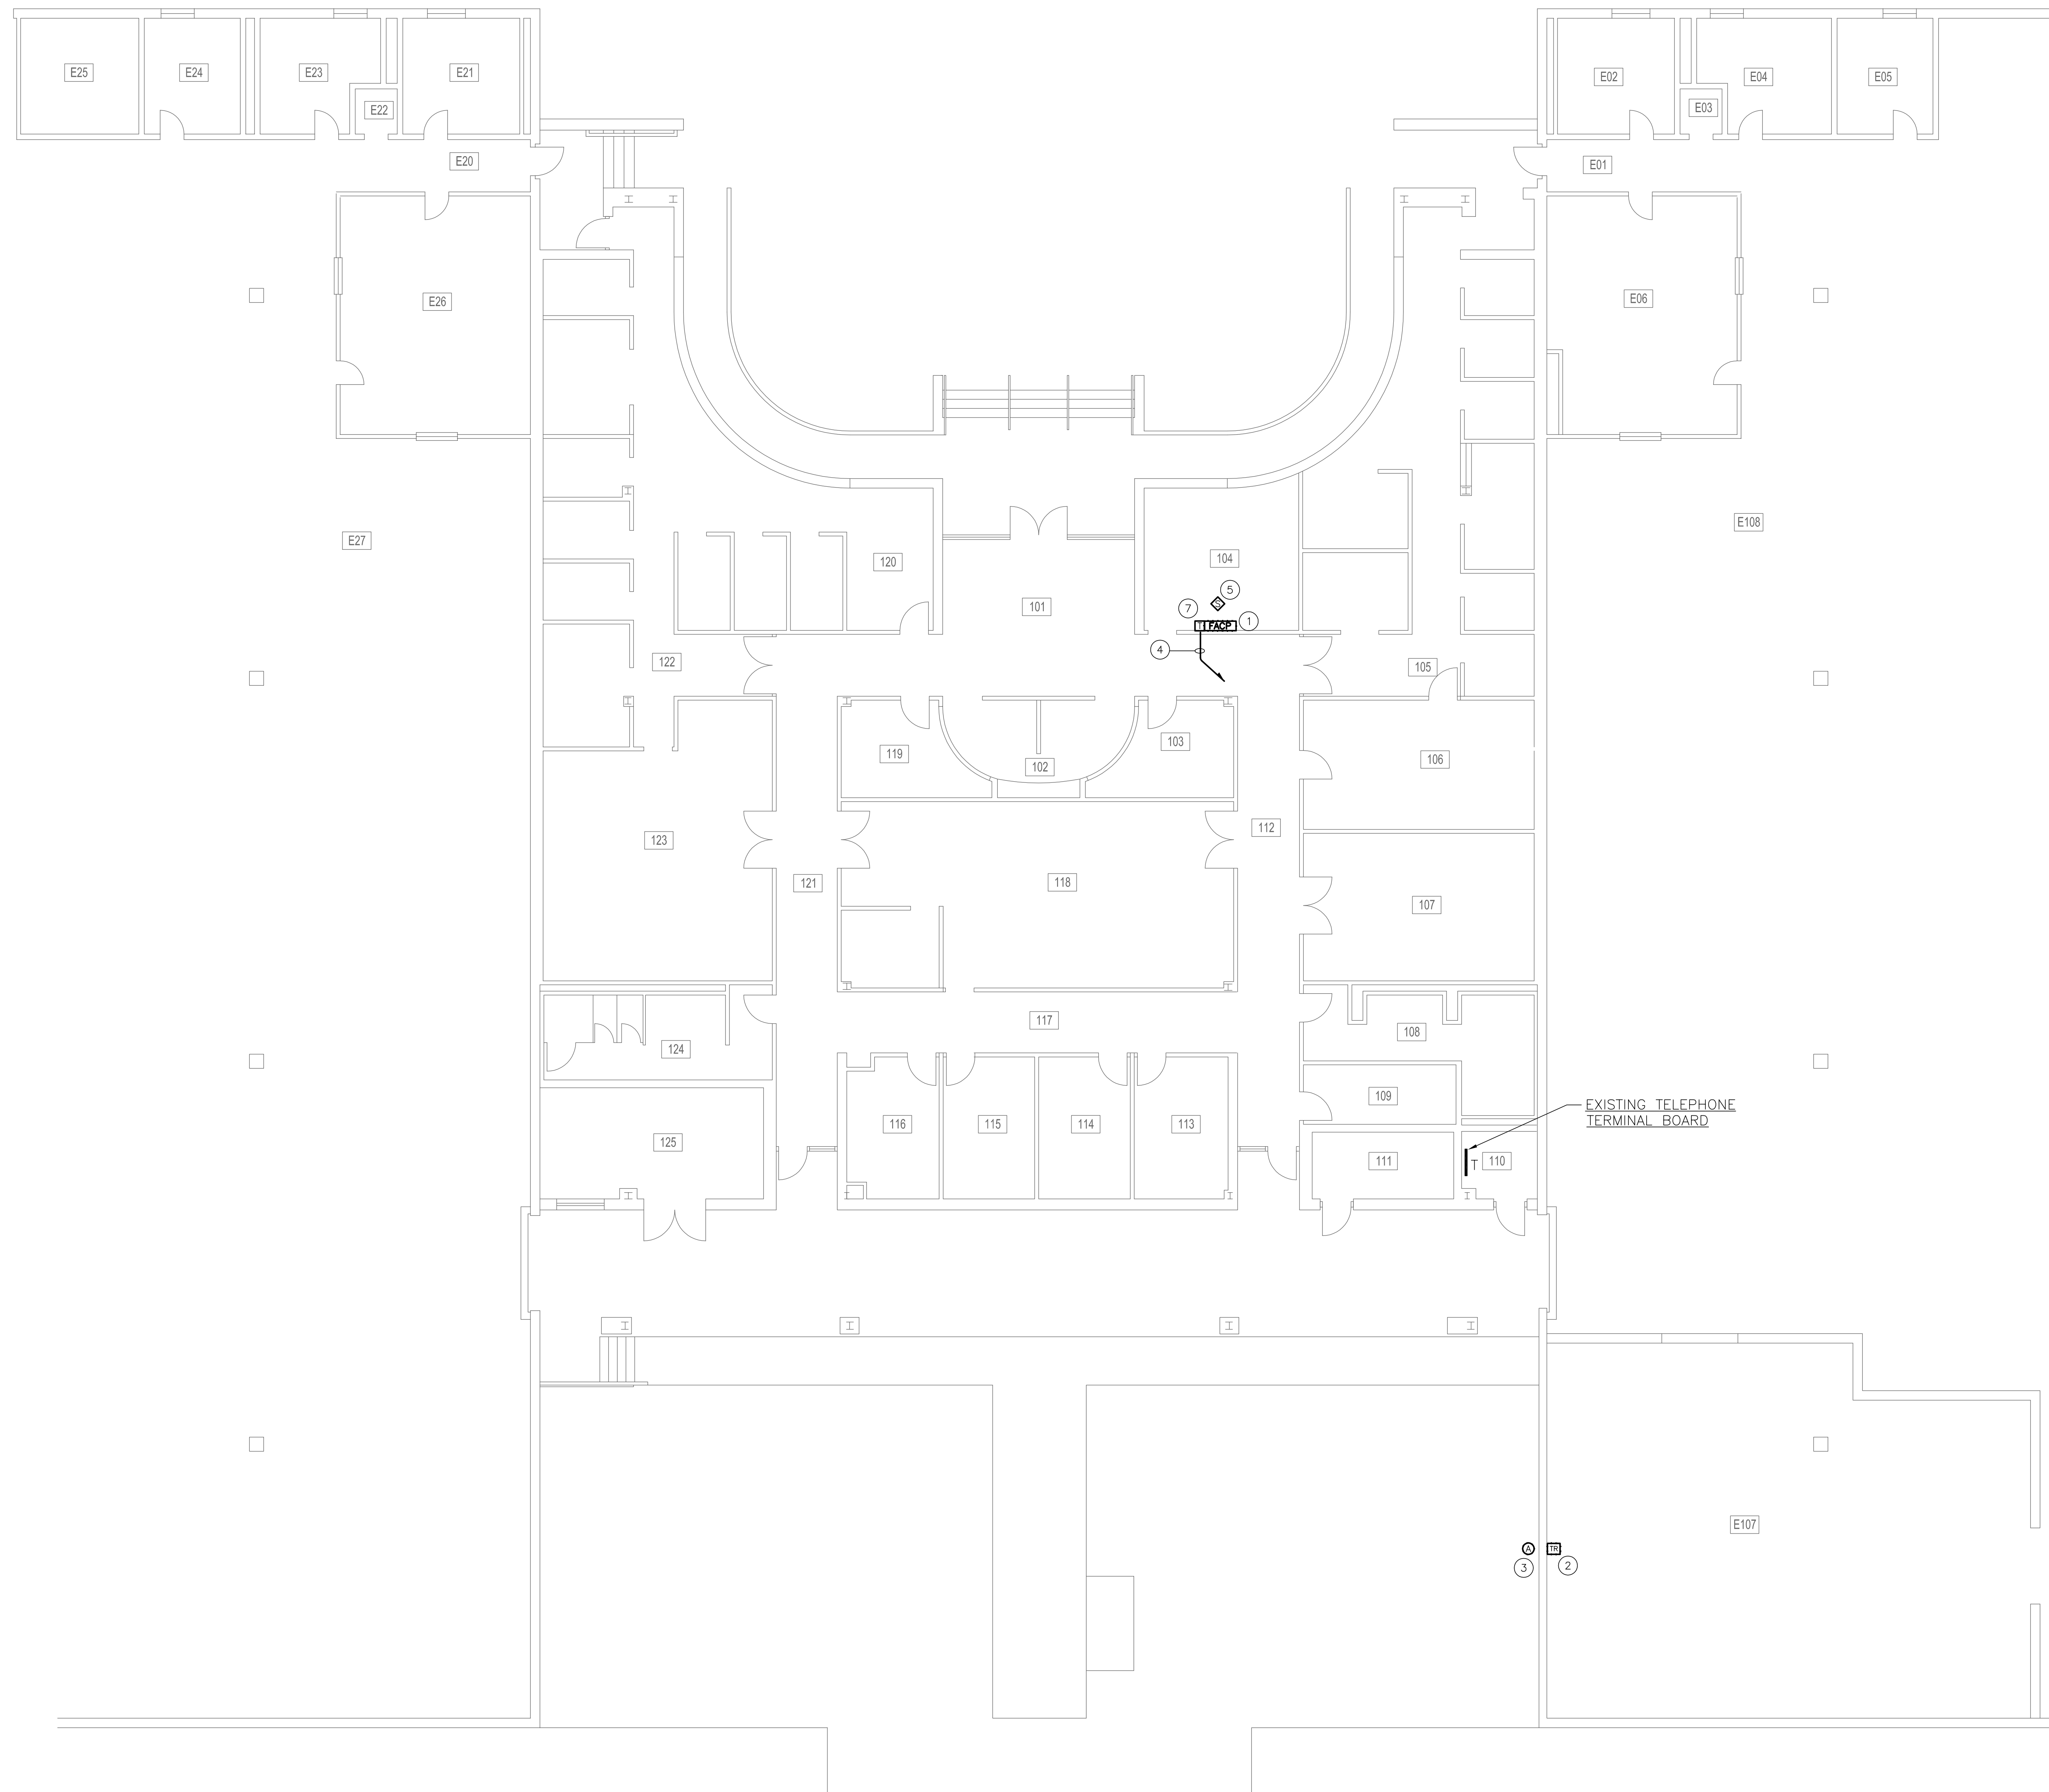 E25
E24
E23
E21
E22
E02
E04
E05
E03
E20
E01
E26
E06
E27
E108
120
104
5
101
7
S
1
T FACP
4
122
105
119
103
102
106
123
121
118
112
107
117
124
108
109
116
115
114
113
125
111
T
110
EXISTING TELEPHONE
TERMINAL BOARD
E107
A
TR
3
2